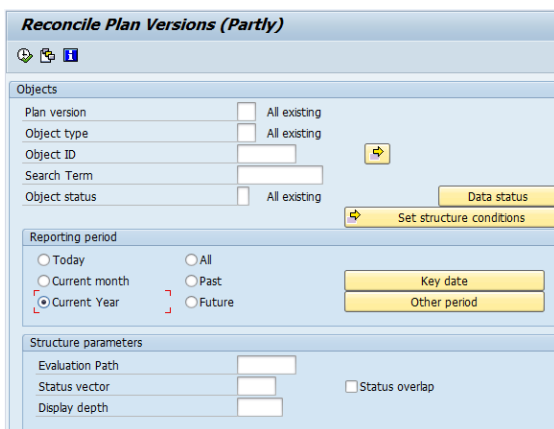 Reconcile Plan Versions (Partly)
Objects
Plan version All existing
Object type All existing
Object ID
Search Term
Object status All existing Data status
Set structure conditions
Reporting period
Today All
Current month Past Key date
Current Year Future Other period
Structure parameters
Evaluation Path
Status vector Status overlap
Display depth